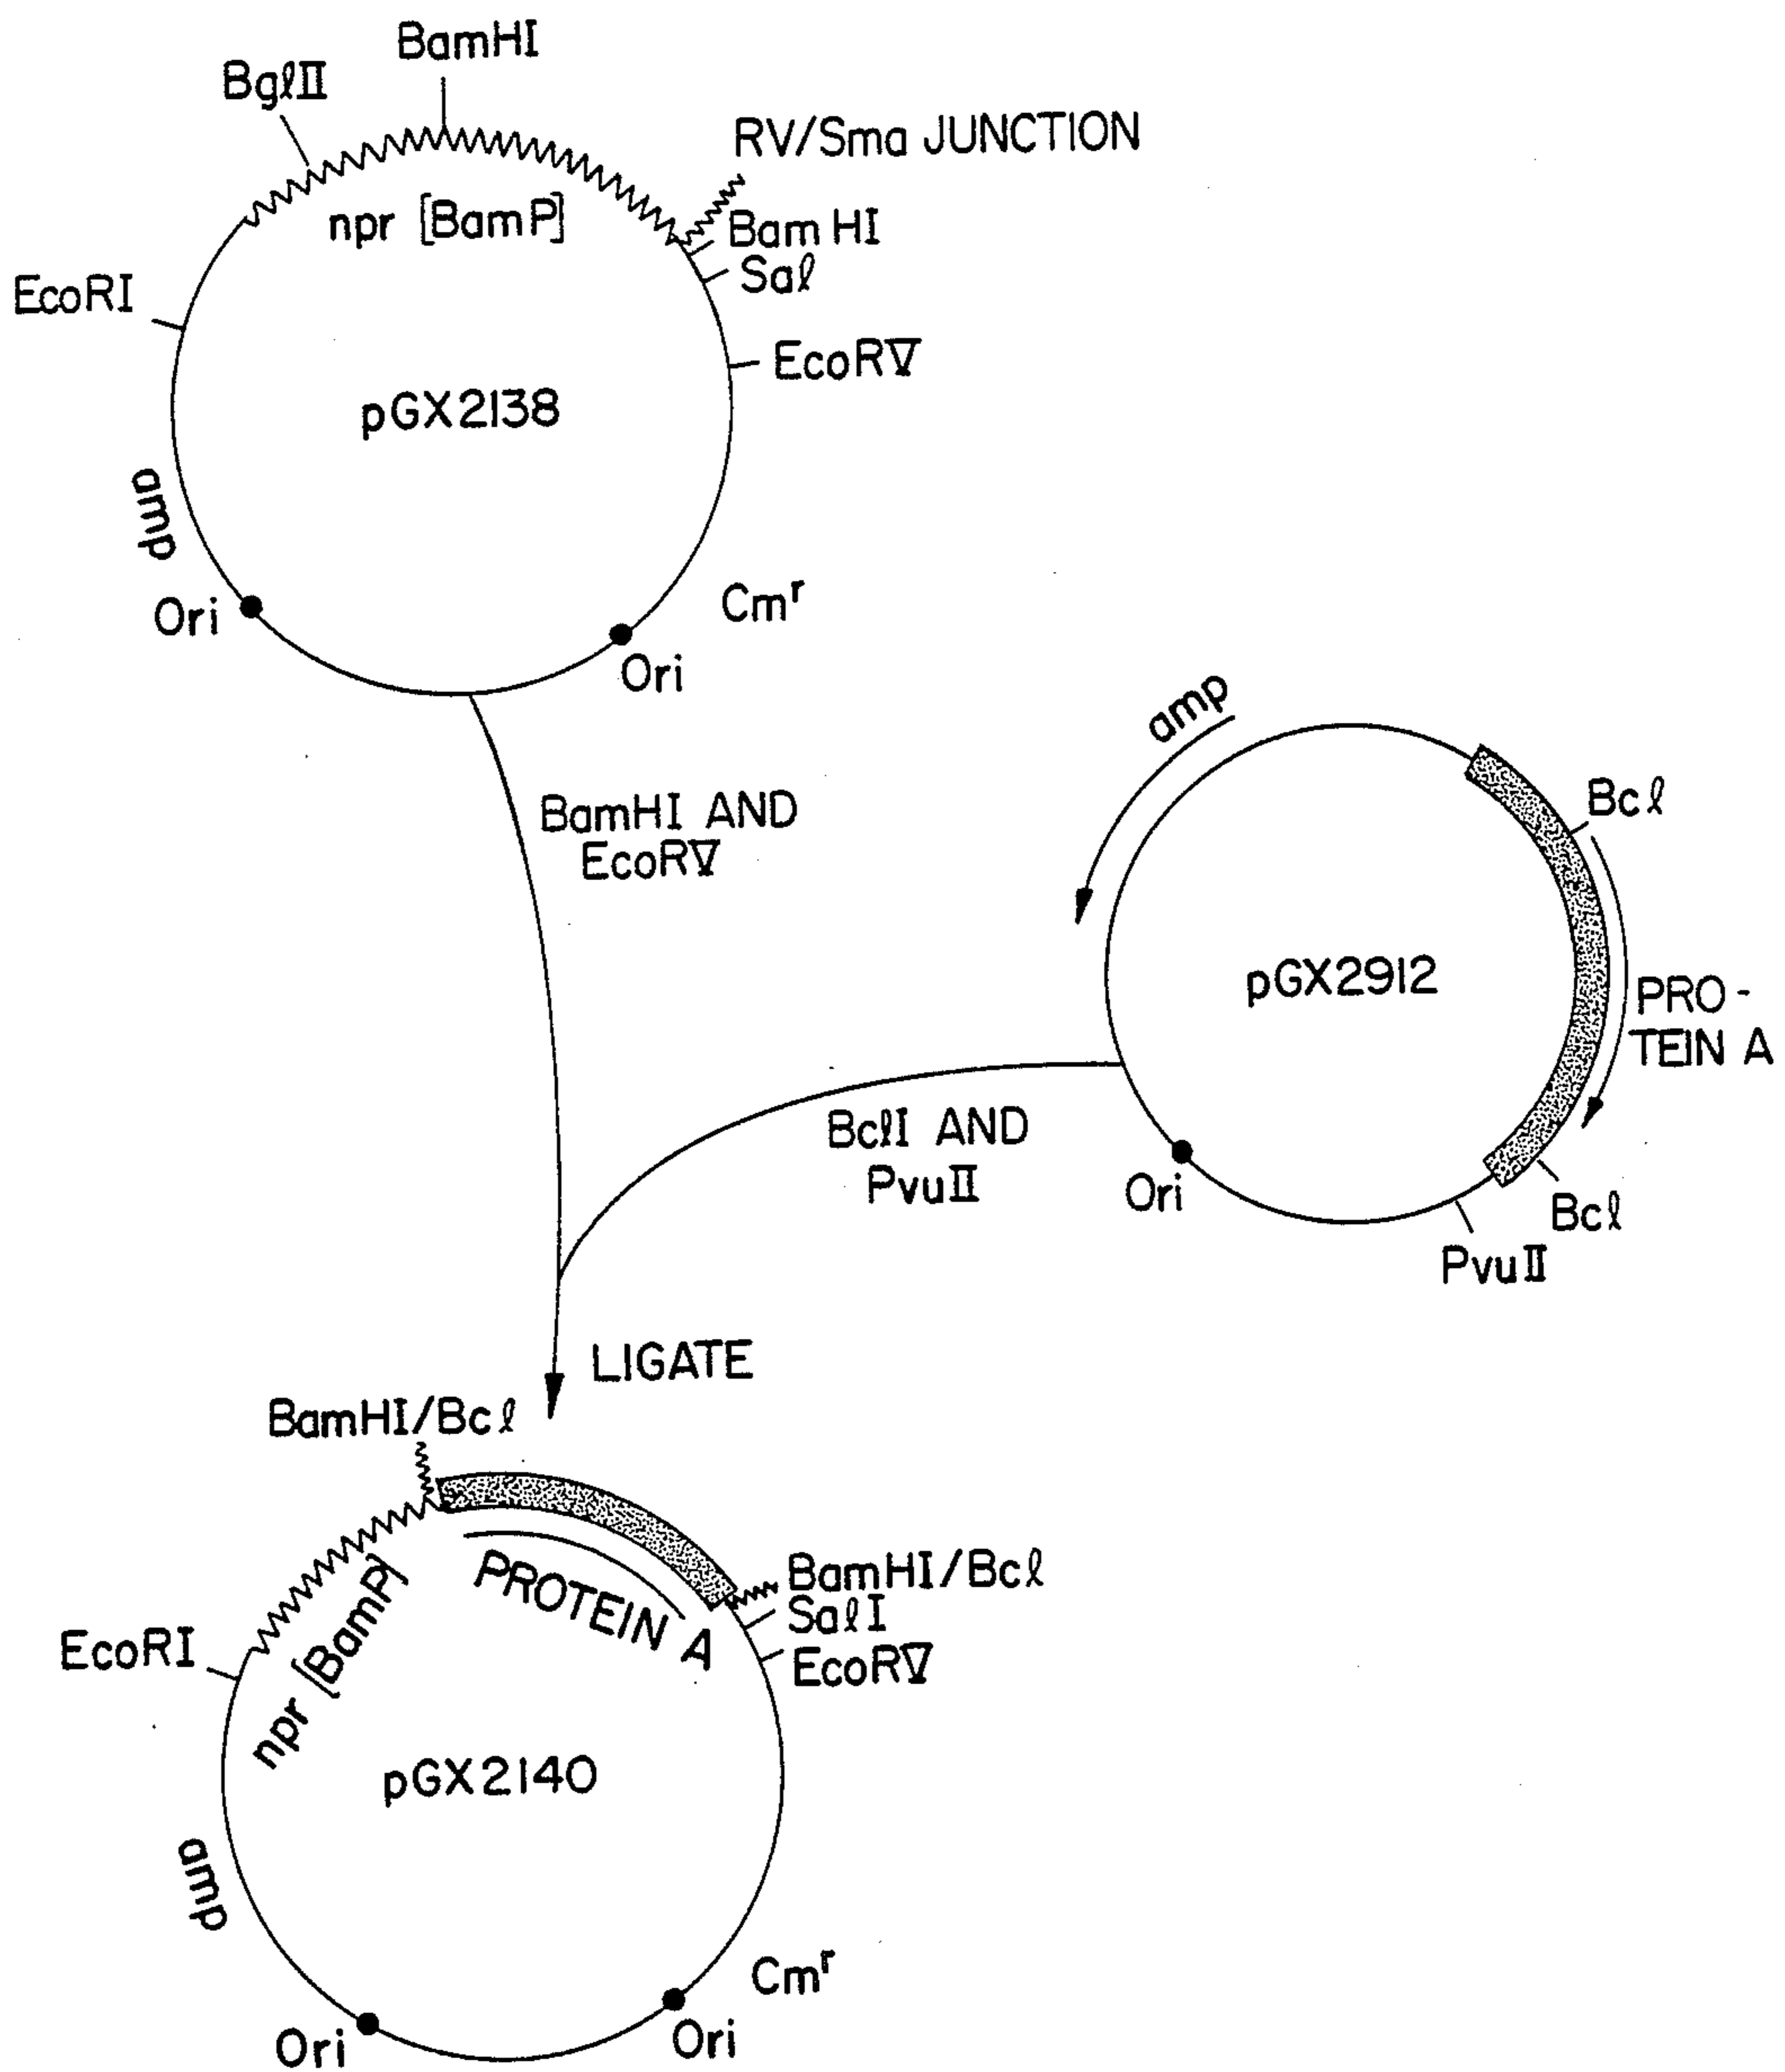 BamHI
BglII
RV/Sma JUNCTION
npr [BamP]
Bam HI
Sal
EcoRI
EcoRV
pGX2138
amp
Ori
Cmʳ
Ori
amp
BamHI AND
EcoRV
Bcl
pGX2912
PRO-
TEIN A
BclI AND
PvuII
Ori
Bcl
PvuII
LIGATE
BamHI/Bcl
PROTEIN A
BamHI/Bcl
SalI
EcoRI
EcoRV
npr [BamP]
pGX2140
amp
Cmʳ
Ori
Ori